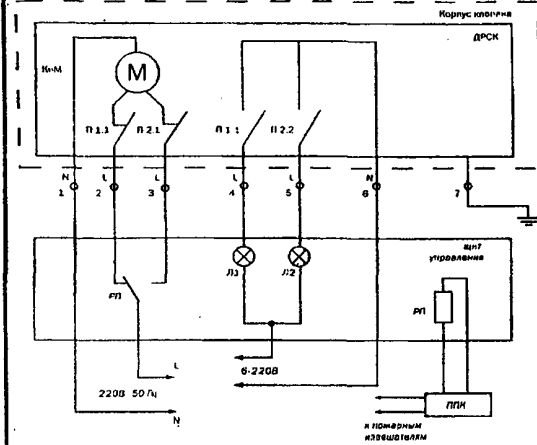 Корпус клапана
ДРСК
КнМ
М
П 1.1
П 2.1
П 1.1
П 2.2
N L L L L N
1 2 3 4 5 6 7
щит
управления
Л1
Л2
РП
РП
L
6-220В
220В 50 Гц
N
ППК
к пожарным
извещателям